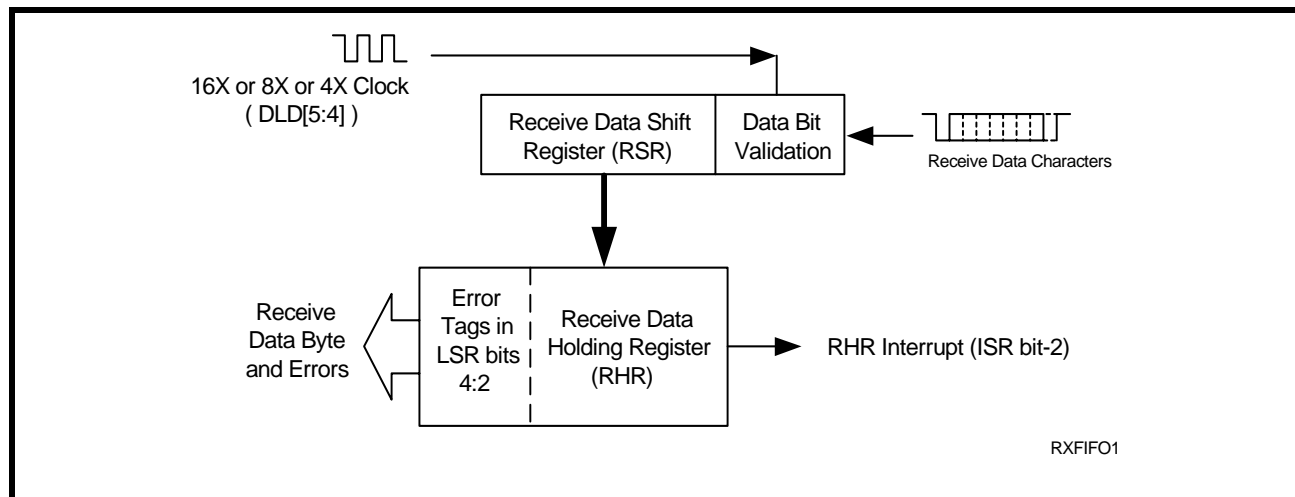 16X or 8X or 4X Clock
( DLD[5:4] )
Receive Data Shift
Register (RSR)
Data Bit
Validation
Receive Data Characters
Receive
Data Byte
and Errors
Error
Tags in
LSR bits
4:2
Receive Data
Holding Register
(RHR)
RHR Interrupt (ISR bit-2)
RXFIFO1